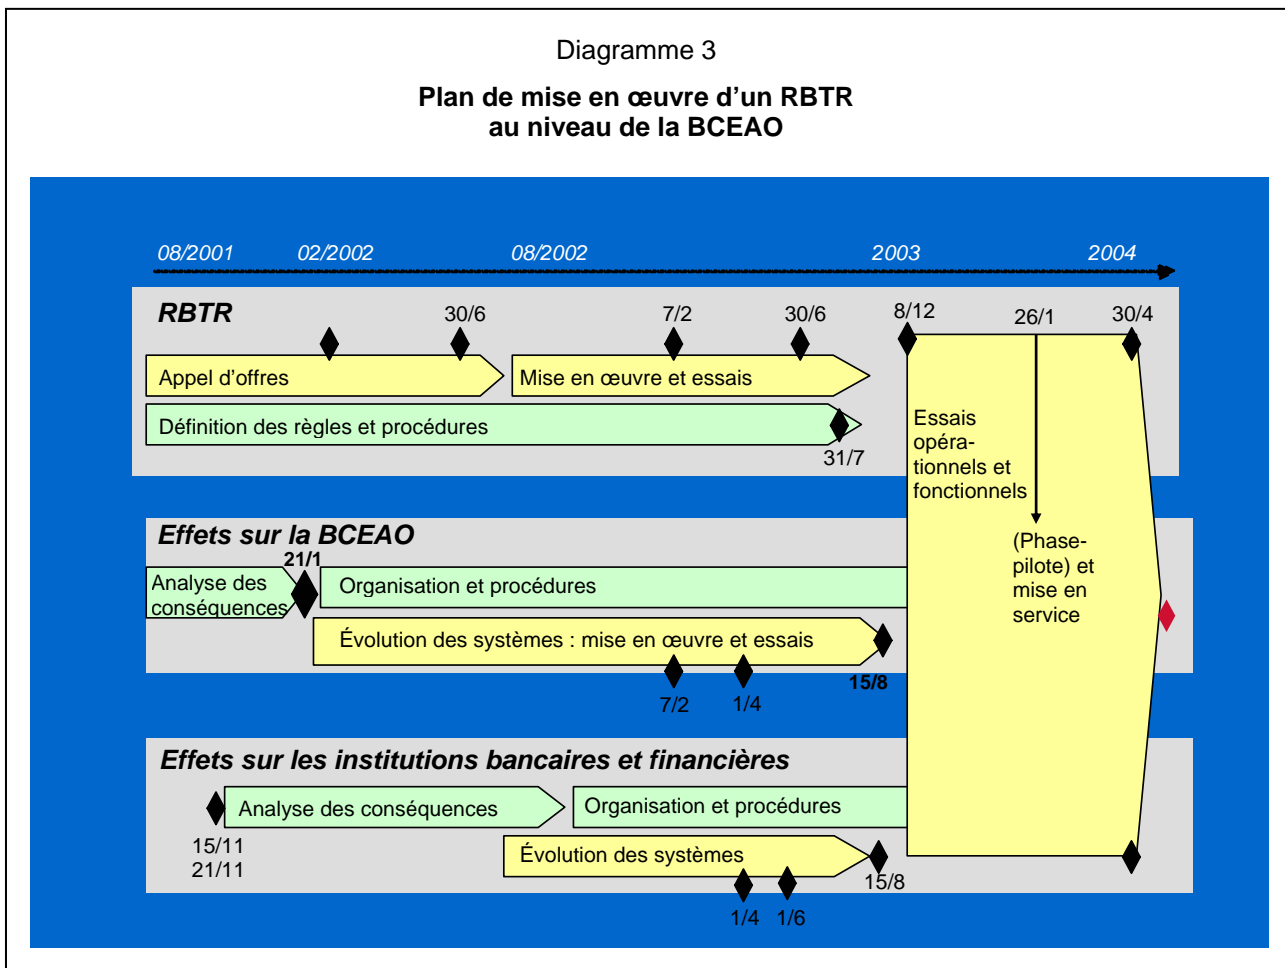 Diagramme 3
Plan de mise en œuvre d'un RBTR
au niveau de la BCEAO
08/2001 02/2002 08/2002 2003 2004
RBTR
30/6 7/2 30/6 8/12 26/1 30/4
Appel d'offres
Mise en œuvre et essais
Définition des règles et procédures
31/7
Essais
opéra-
tionnels et
fonctionnels
(Phase-
pilote) et
mise en
service
Effets sur la BCEAO
21/1
Analyse des
conséquences
Organisation et procédures
Évolution des systèmes : mise en œuvre et essais
7/2 1/4 15/8
Effets sur les institutions bancaires et financières
Analyse des conséquences
Organisation et procédures
15/11
21/11
Évolution des systèmes
15/8
1/4 1/6